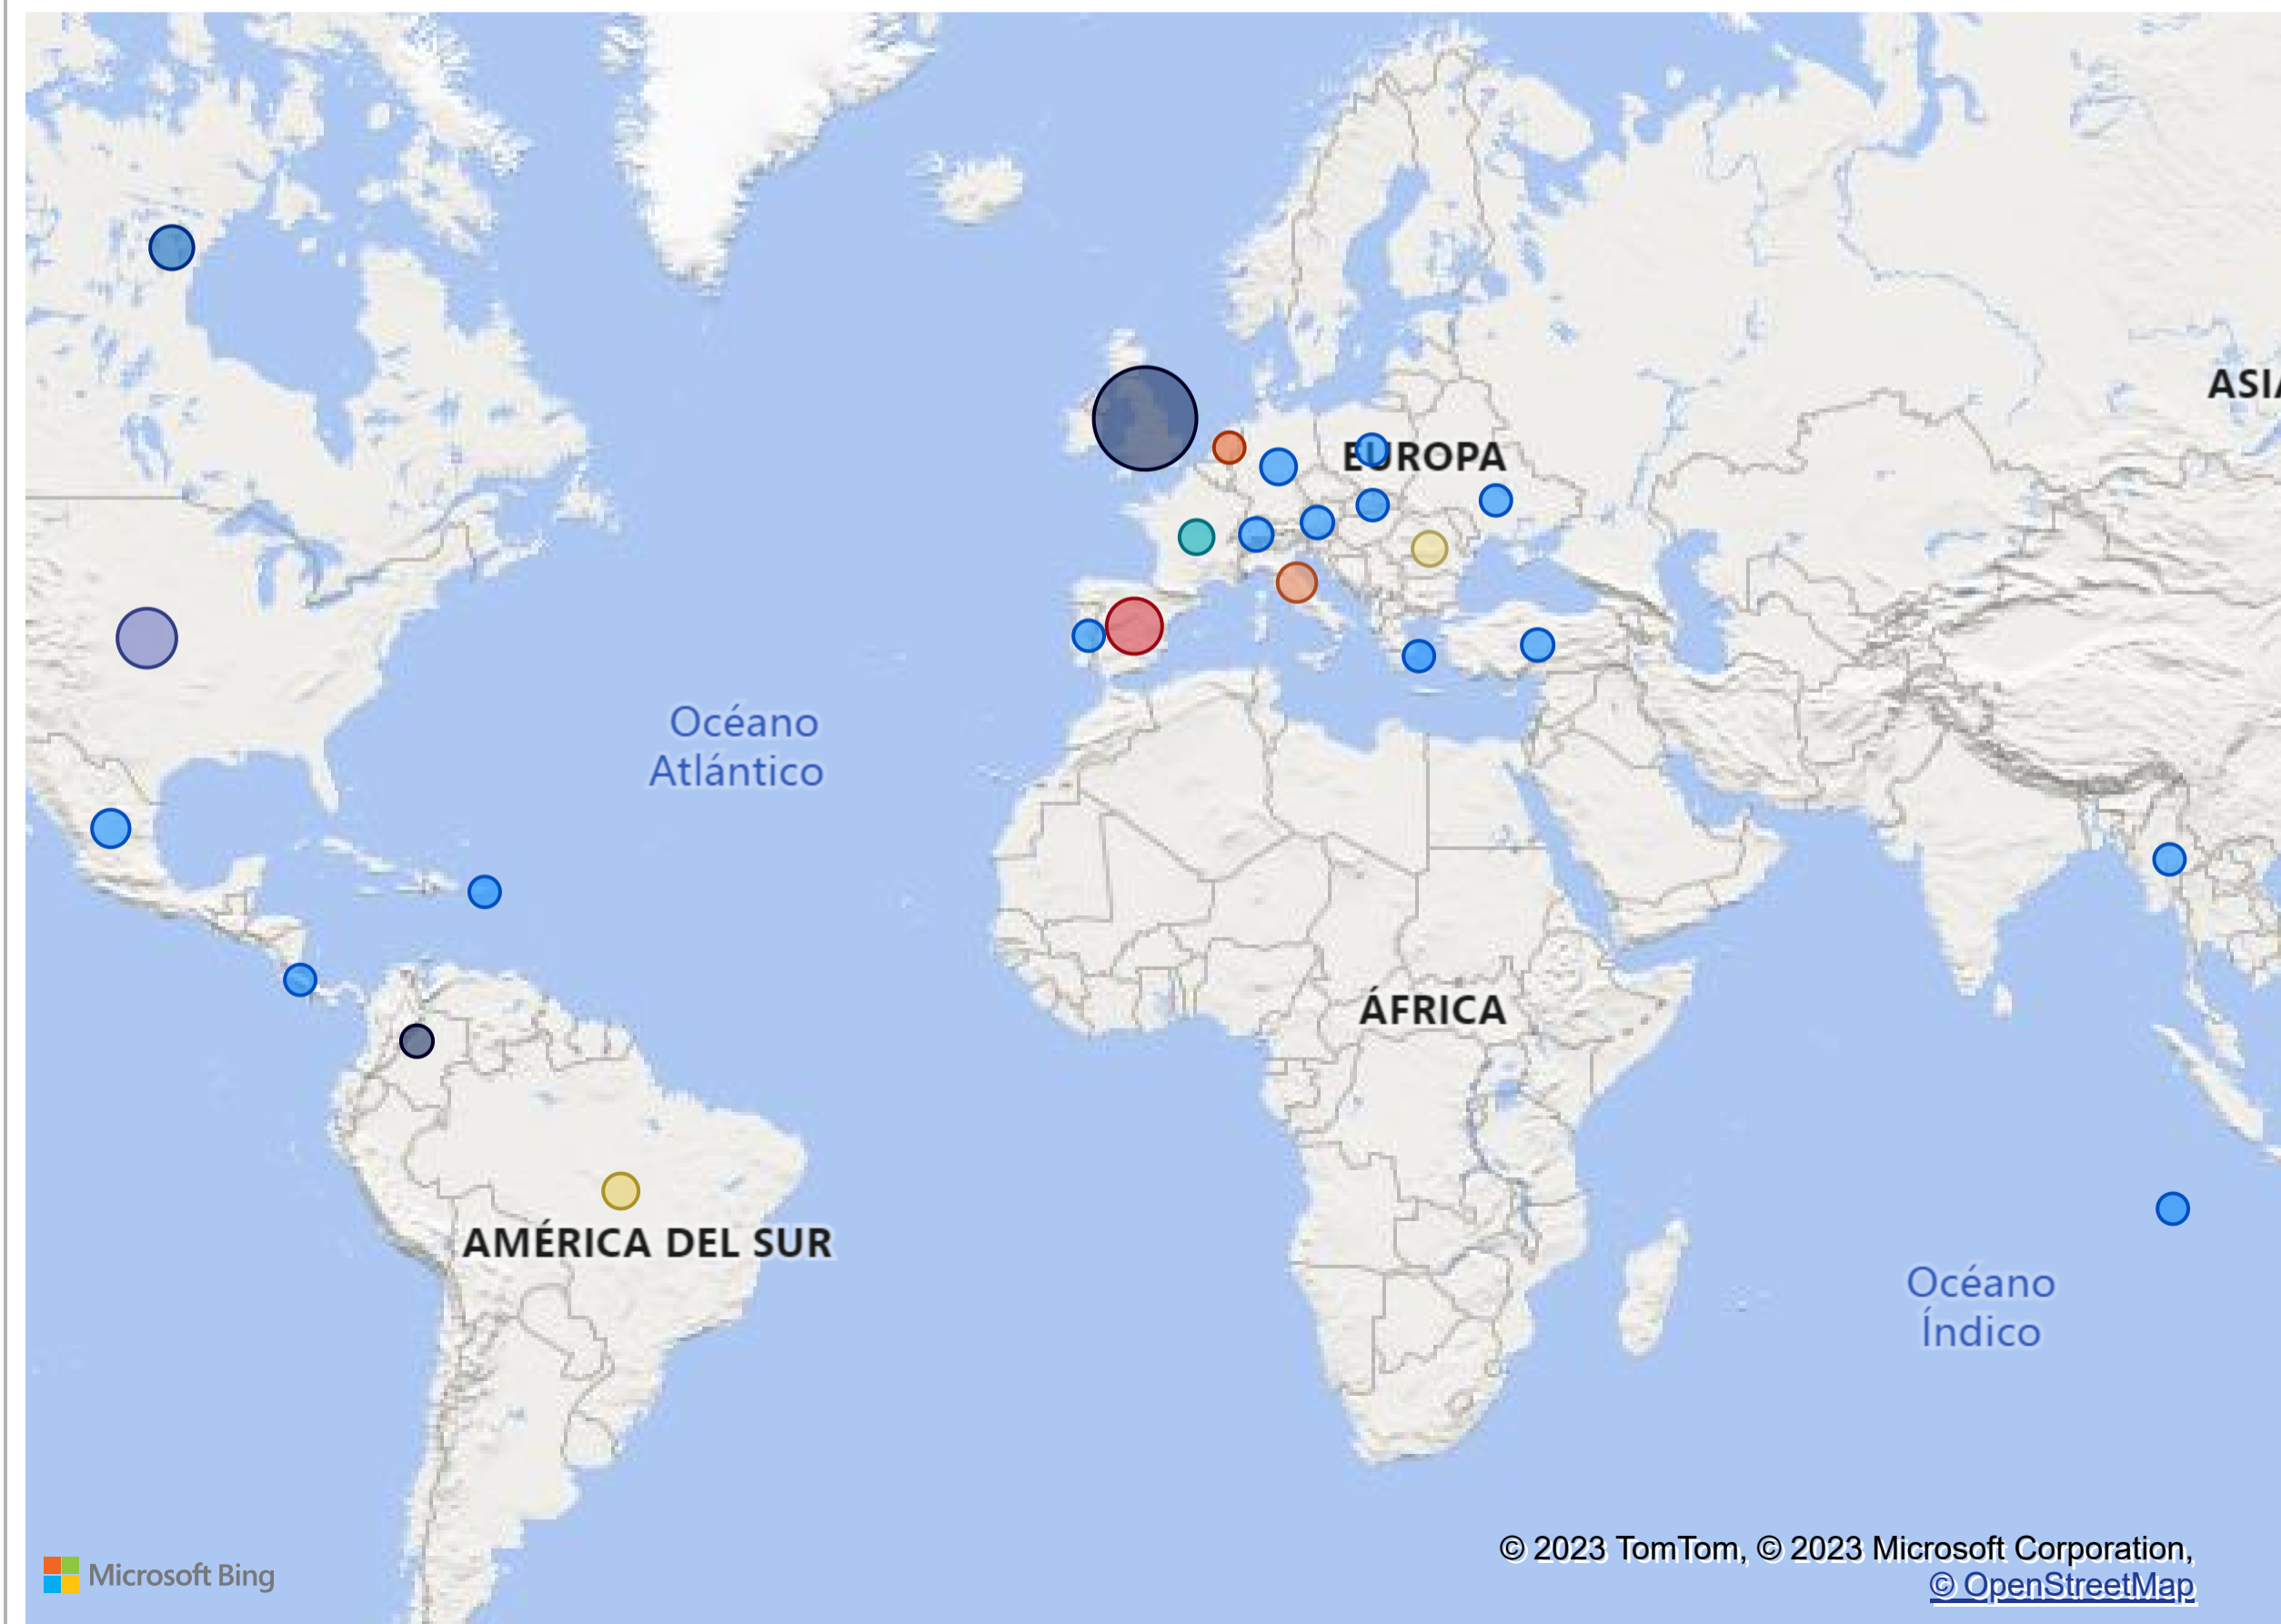 ASIA
EUROPA
Océano
Atlántico
ÁFRICA
AMÉRICA DEL SUR
Océano
Índico
© 2023 TomTom, © 2023 Microsoft Corporation,
© OpenStreetMap
Microsoft Bing